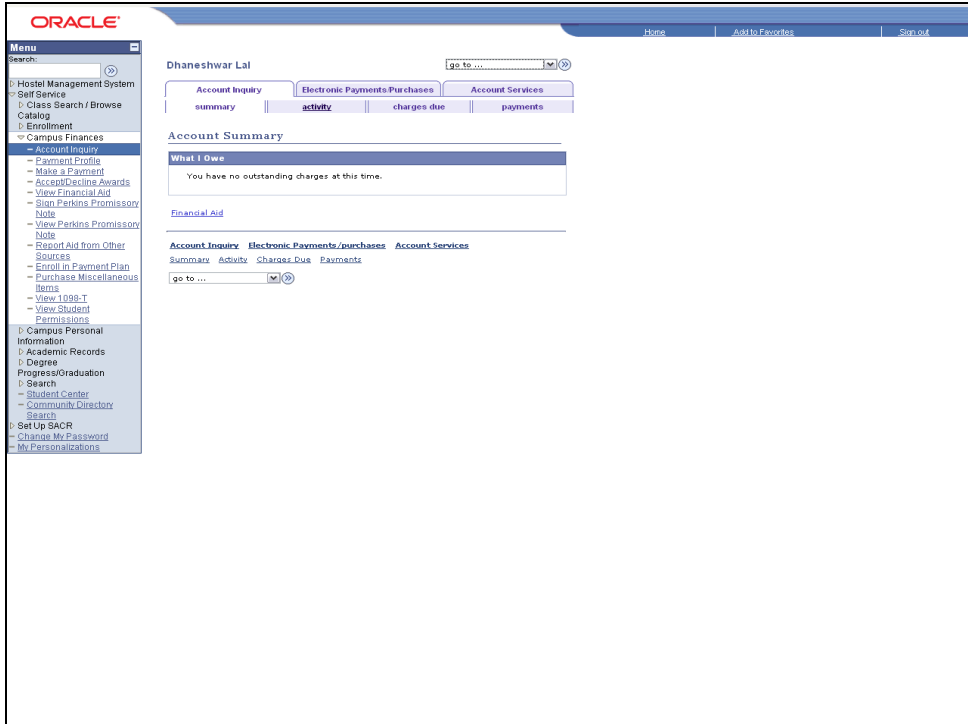 ORACLE'
Home Add to Favorites Sign out
Menu
Search:
Hostel Management System
Self Service
Class Search / Browse
Catalog
Enrollment
Campus Finances
Account Inquiry
Payment Profile
Make a Payment
Accept/Decline Awards
View Financial Aid
Sign Perkins Promissory
Note
View Perkins Promissory
Note
Report Aid from Other
Sources
Enroll in Payment Plan
Purchase Miscellaneous
Items
View 1098-T
View Student
Permissions
Campus Personal
Information
Academic Records
Degree
Progress/Graduation
Search
Student Center
Community Directory
Search
Set Up SACR
Change My Password
My Personalizations
Dhaneshwar Lal go to ...
Account Inquiry Electronic Payments/Purchases Account Services
summary activity charges due payments
Account Summary
What I Owe
You have no outstanding charges at this time.
Financial Aid
Account Inquiry Electronic Payments/purchases Account Services
Summary Activity Charges Due Payments
go to ...